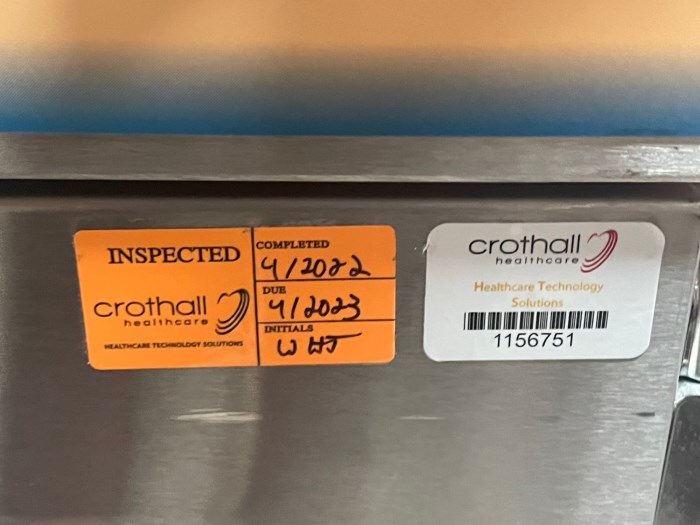 INSPECTED
crothall
healthcare
HEALTHCARE TECHNOLOGY SOLUTIONS
COMPLETED
4/2022
DUE
4/2023
INITIALS
WHJ
crothall
healthcare
Healthcare Technology
Solutions
1156751